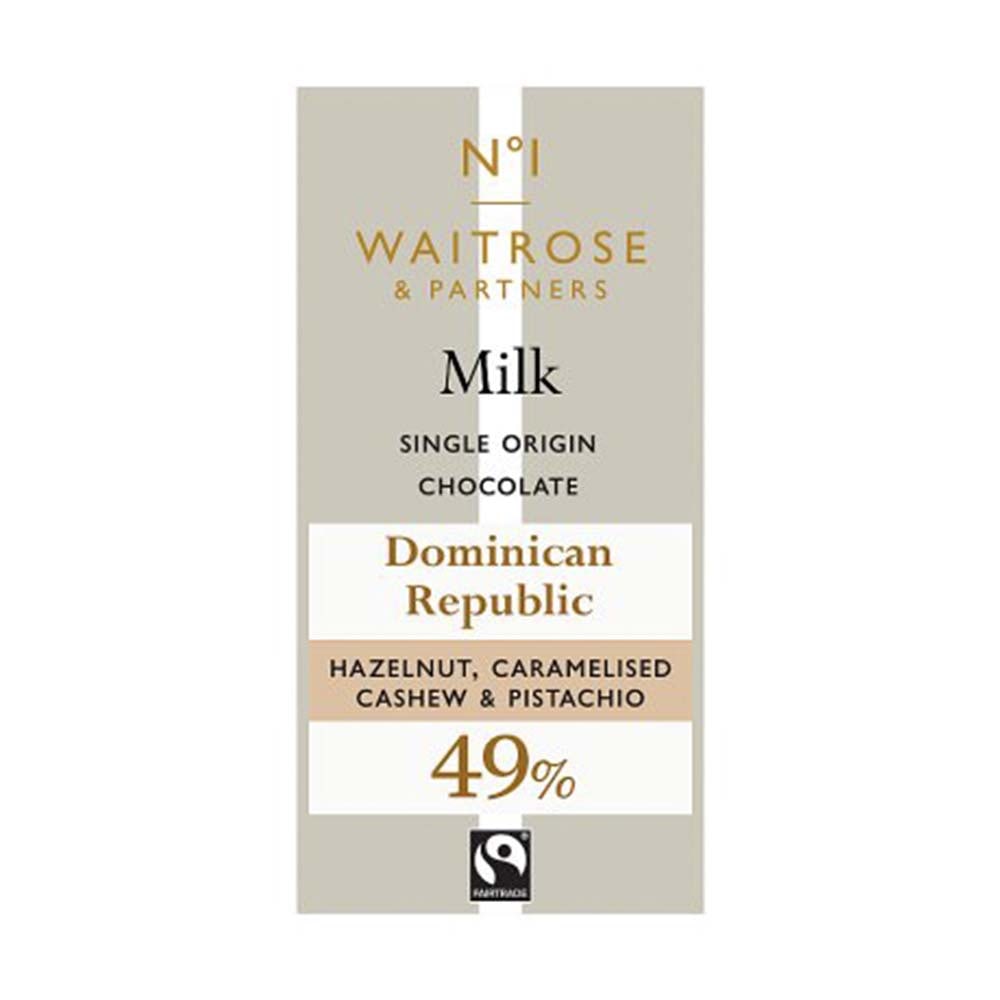 N°1
WAITROSE
& PARTNERS
Milk
SINGLE ORIGIN
CHOCOLATE
Dominican
Republic
HAZELNUT, CARAMELISED
CASHEW & PISTACHIO
49%
FAIRTRADE